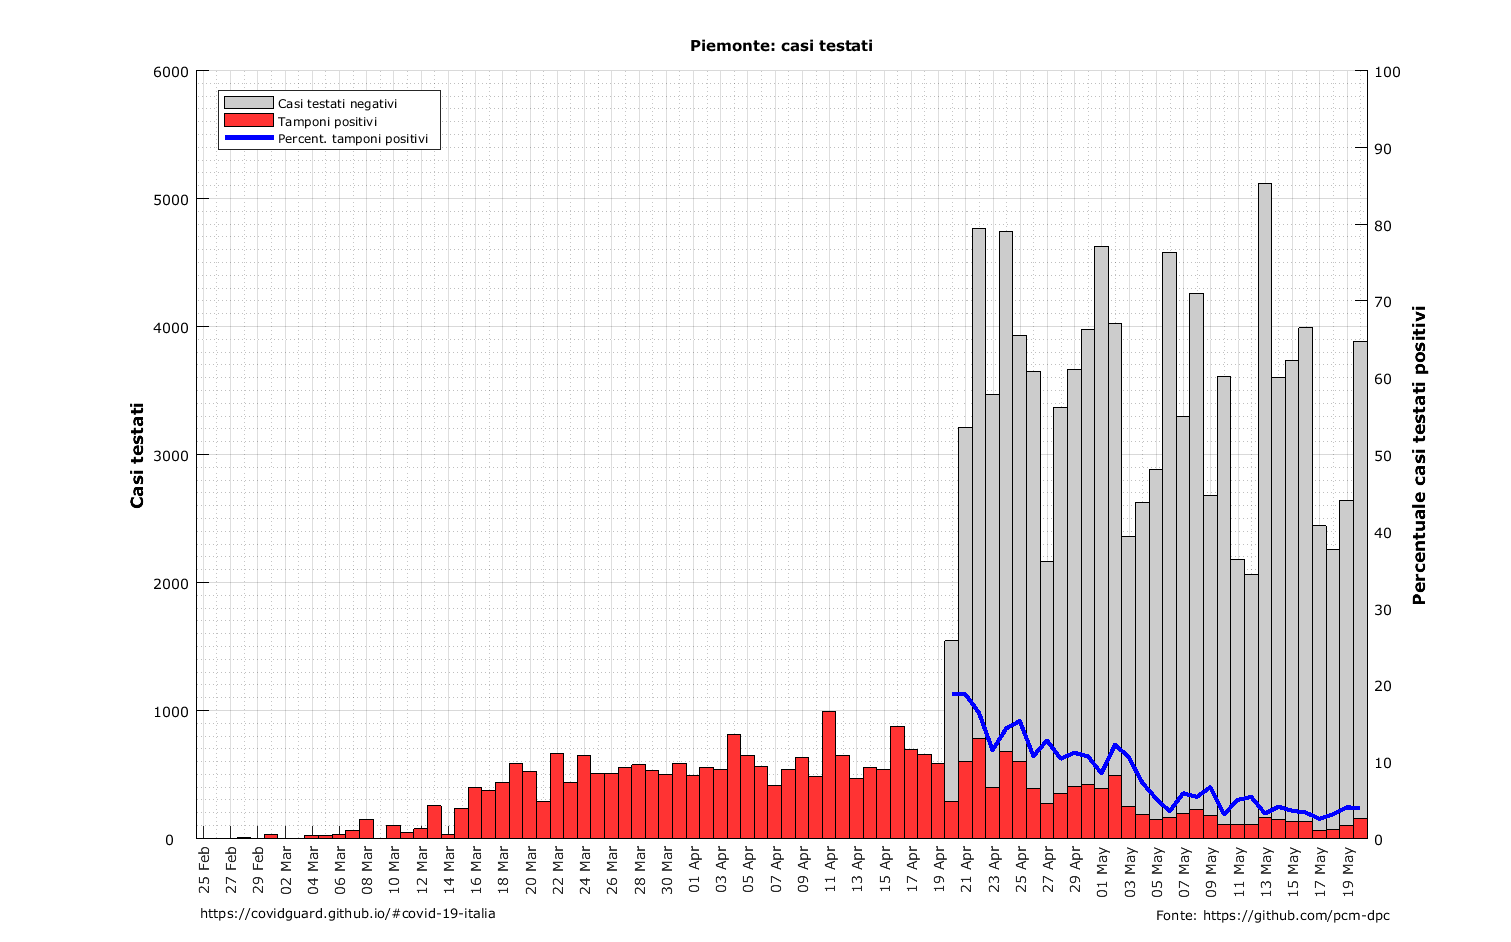 Piemonte: casi testati
6000
5000
4000
3000
2000
1000
0
Casi testati
Casi testati negativi
Tamponi positivi
Percent. tamponi positivi
100
90
80
70
60
50
40
30
20
10
0
Percentuale casi testati positivi
25 Feb
27 Feb
29 Feb
02 Mar
04 Mar
06 Mar
08 Mar
10 Mar
12 Mar
14 Mar
16 Mar
18 Mar
20 Mar
22 Mar
24 Mar
26 Mar
28 Mar
30 Mar
01 Apr
03 Apr
05 Apr
07 Apr
09 Apr
11 Apr
13 Apr
15 Apr
17 Apr
19 Apr
21 Apr
23 Apr
25 Apr
27 Apr
29 Apr
01 May
03 May
05 May
07 May
09 May
11 May
13 May
15 May
17 May
19 May
https://covidguard.github.io/#covid-19-italia
Fonte: https://github.com/pcm-dpc